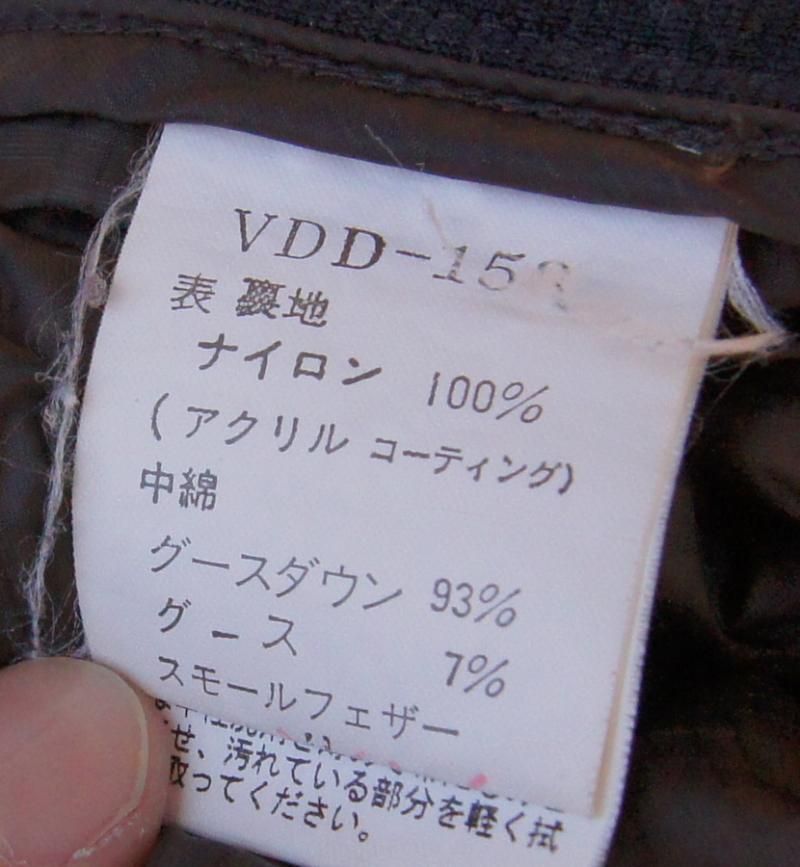 VDD-15
表 裏地
ナイロン 100%
(アクリル コーティング)
中綿
グースダウン 93%
グース 7%
スモールフェザー
せ、汚れている部分を軽く拭
取ってください。